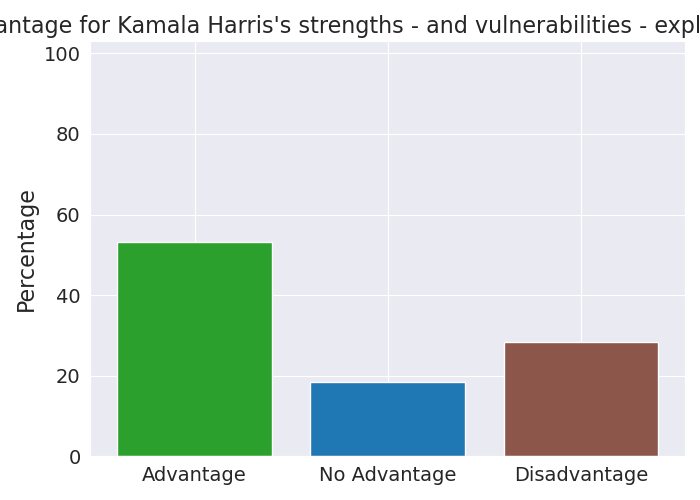 antage for Kamala Harris's strengths - and vulnerabilities - expl
100
80
60
40
20
0
Percentage
Advantage No Advantage Disadvantage